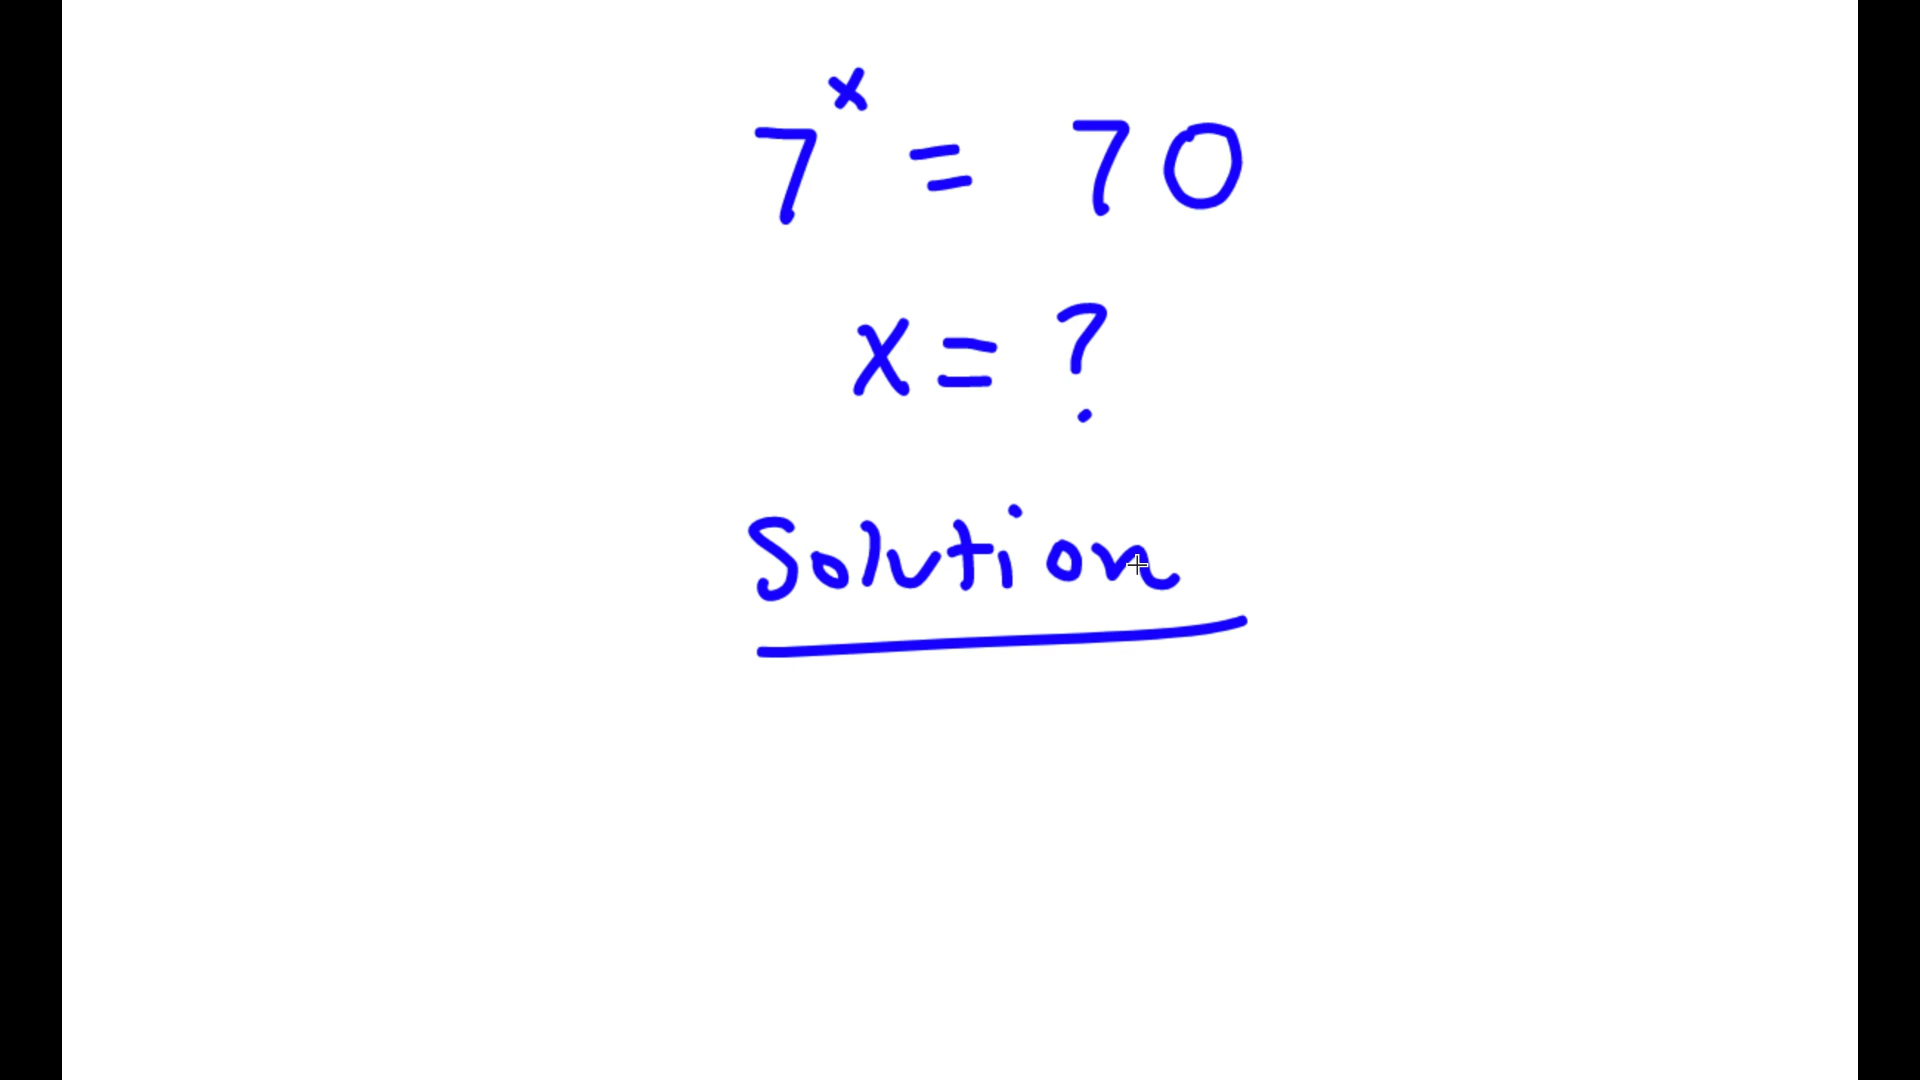 7^x = 70
x = ?
Solution